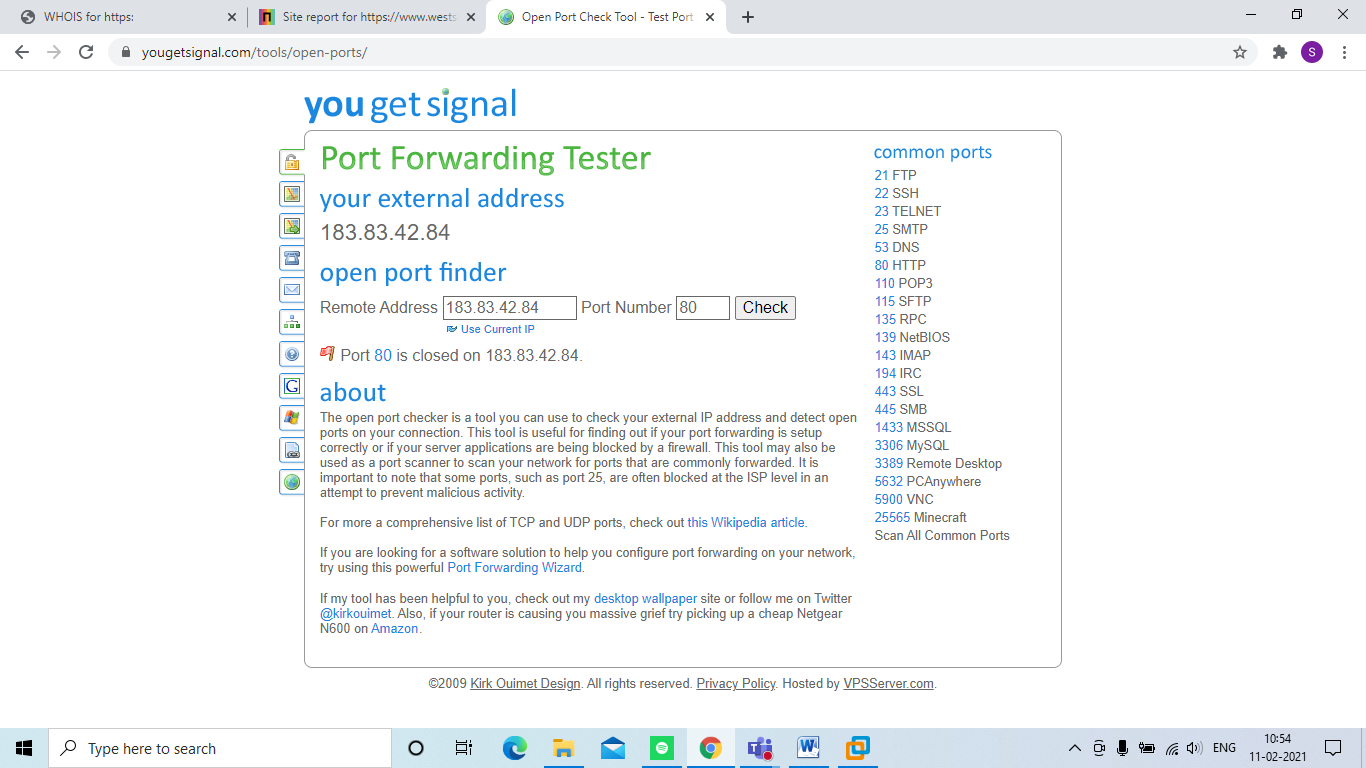 WHOIS for https:
Site report for https://www.wests
Open Port Check Tool - Test Port
yougetsignal.com/tools/open-ports/
S
you get signal
Port Forwarding Tester
your external address
183.83.42.84
open port finder
Remote Address 183.83.42.84 Port Number 80 Check
Use Current IP
Port 80 is closed on 183.83.42.84.
about
The open port checker is a tool you can use to check your external IP address and detect open
ports on your connection. This tool is useful for finding out if your port forwarding is setup
correctly or if your server applications are being blocked by a firewall. This tool may also be
used as a port scanner to scan your network for ports that are commonly forwarded. It is
important to note that some ports, such as port 25, are often blocked at the ISP level in an
attempt to prevent malicious activity.
For more a comprehensive list of TCP and UDP ports, check out this Wikipedia article.
If you are looking for a software solution to help you configure port forwarding on your network,
try using this powerful Port Forwarding Wizard.
If my tool has been helpful to you, check out my desktop wallpaper site or follow me on Twitter
@kirkouimet. Also, if your router is causing you massive grief try picking up a cheap Netgear
N600 on Amazon.
common ports
21 FTP
22 SSH
23 TELNET
25 SMTP
53 DNS
80 HTTP
110 POP3
115 SFTP
135 RPC
139 NetBIOS
143 IMAP
194 IRC
443 SSL
445 SMB
1433 MSSQL
3306 MySQL
3389 Remote Desktop
5632 PCAnywhere
5900 VNC
25565 Minecraft
Scan All Common Ports
©2009 Kirk Ouimet Design. All rights reserved. Privacy Policy. Hosted by VPSServer.com.
Type here to search
ENG
10:54
11-02-2021